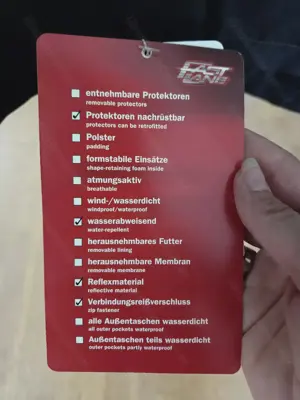 FAST
LANE
entnehmbare Protektoren
removable protectors
Protektoren nachrüstbar
protectors can be retrofitted
Polster
padding
formstabile Einsätze
shape-retaining foam inside
atmungsaktiv
breathable
wind-/wasserdicht
windproof/waterproof
wasserabweisend
water-repellent
herausnehmbares Futter
removable lining
herausnehmbare Membran
removable membrane
Reflexmaterial
reflective material
Verbindungsreißverschluss
zip fastener
alle Außentaschen wasserdicht
all outer pockets waterproof
Außentaschen teils wasserdicht
outer pockets partly waterproof